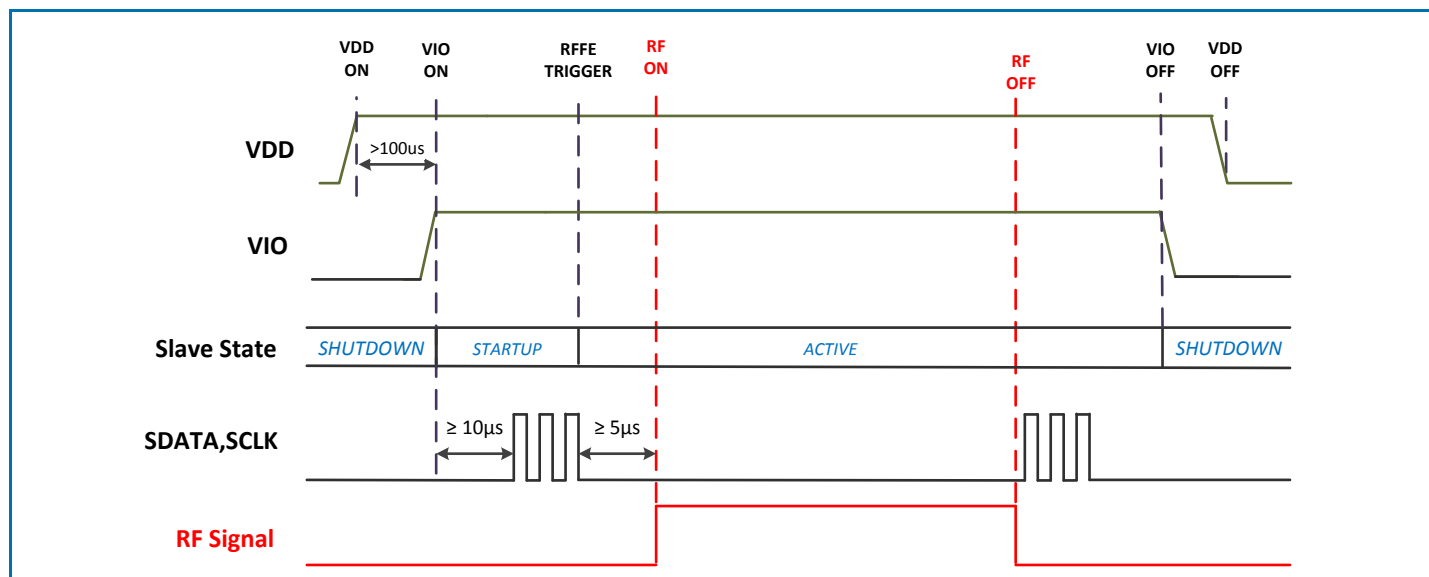 VDD ON
VIO ON
RFFE TRIGGER
RF ON
RF OFF
VIO OFF
VDD OFF
VDD
>100us
VIO
Slave State
SHUTDOWN
STARTUP
ACTIVE
SHUTDOWN
SDATA,SCLK
≥ 10µs
≥ 5µs
RF Signal